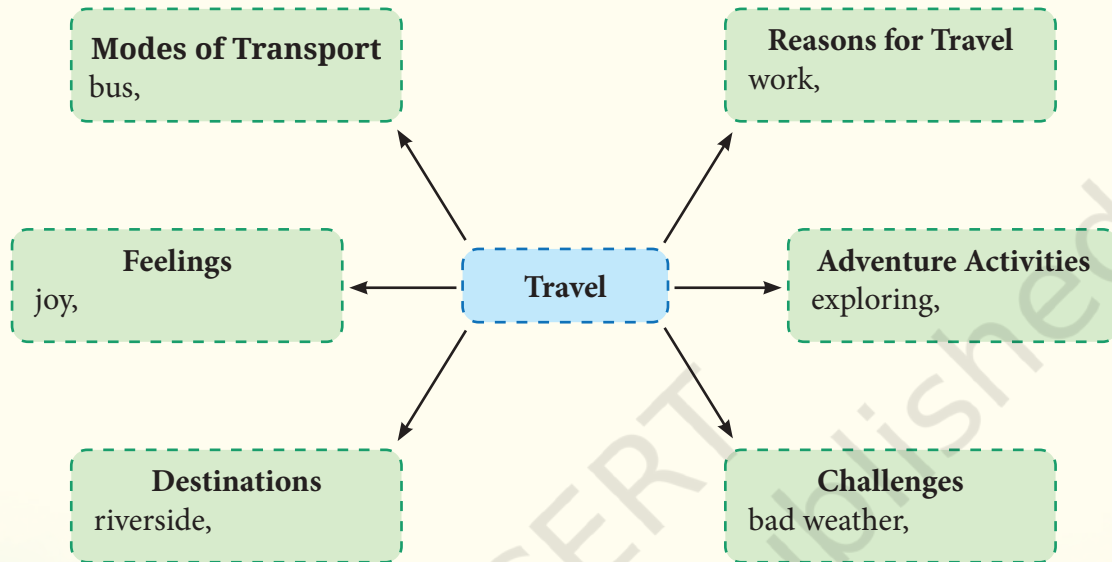 Modes of Transport
bus,
Reasons for Travel
work,
Feelings
joy,
Travel
Adventure Activities
exploring,
Destinations
riverside,
Challenges
bad weather,